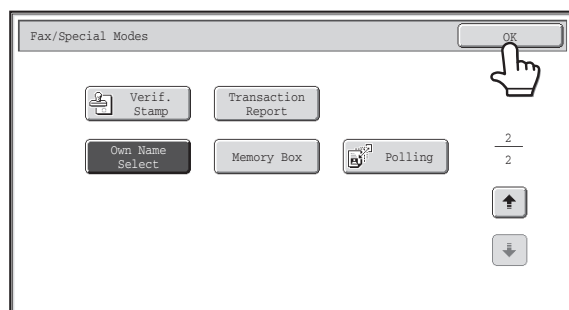 Fax/Special Modes
OK
Verif.
Stamp
Transaction
Report
Own Name
Select
Memory Box
Polling
2
2